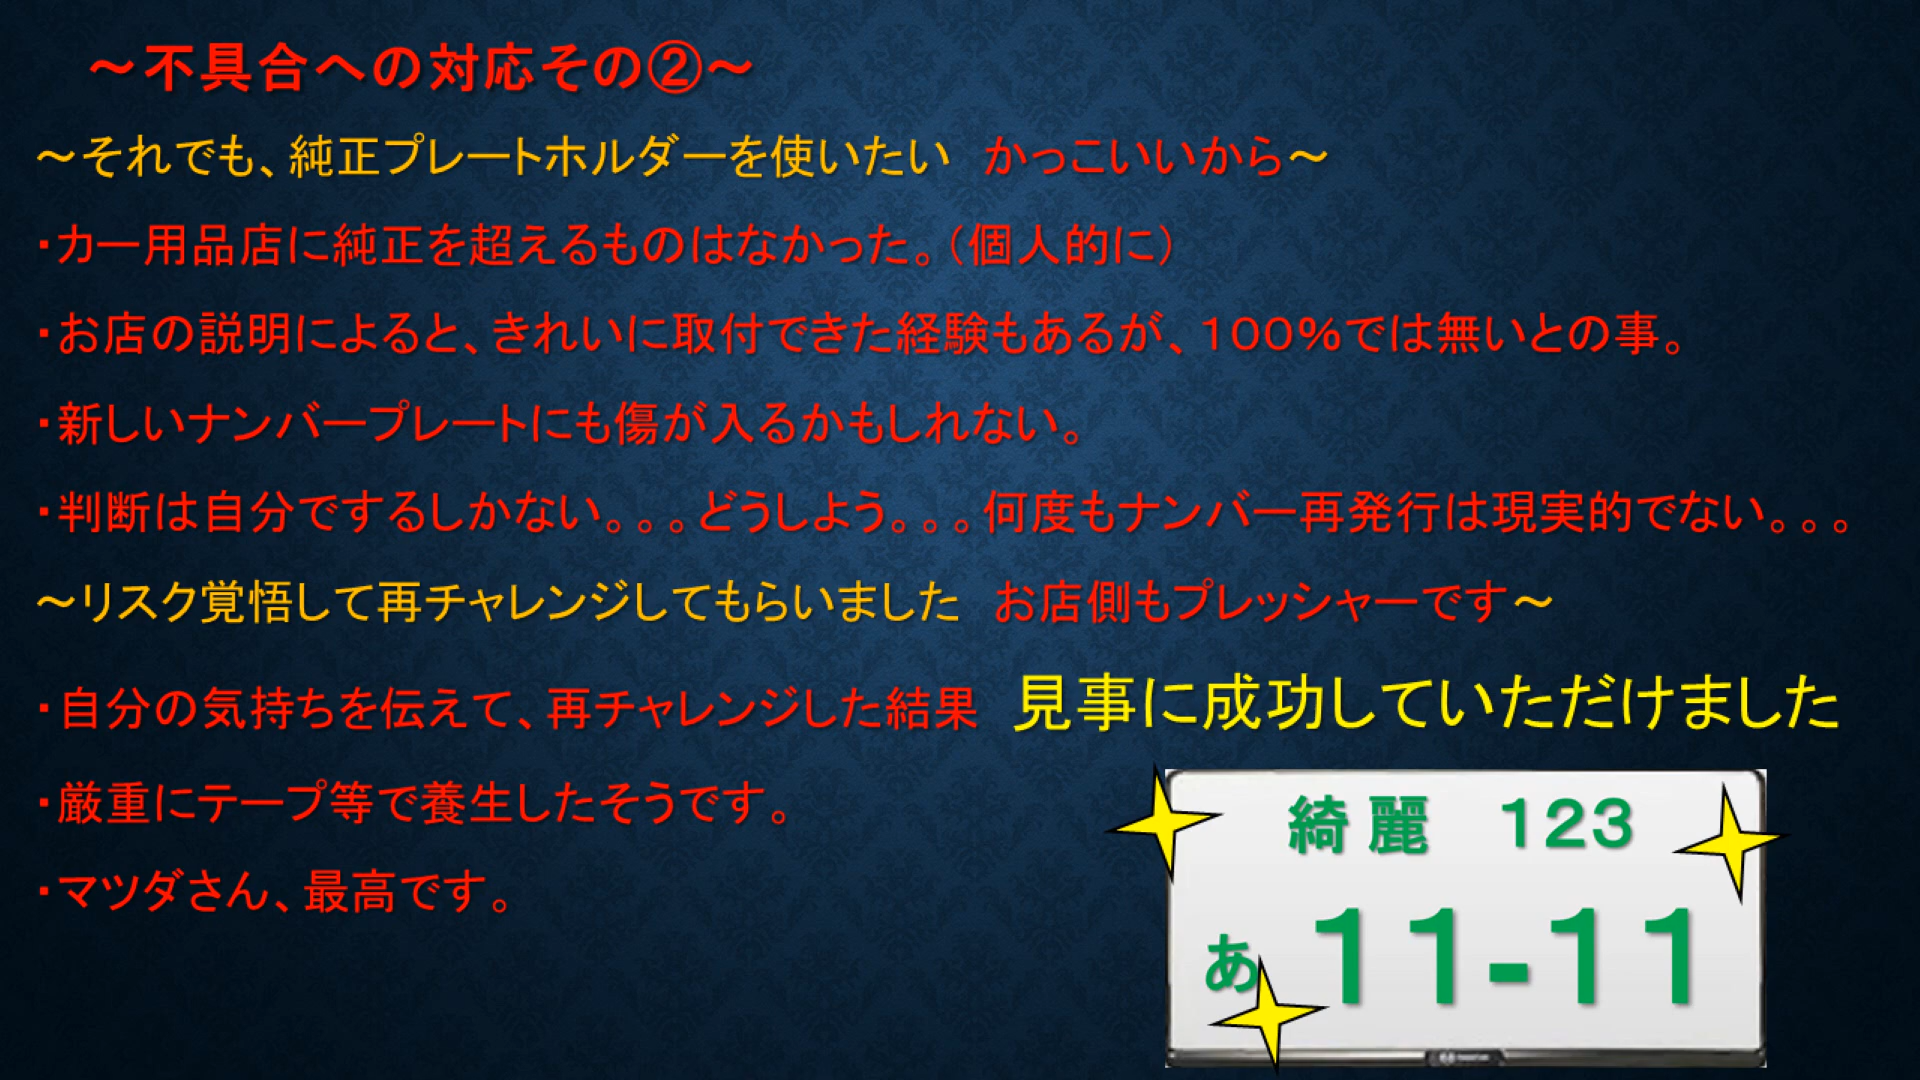 ～不具合への対応その②～
～それでも、純正プレートホルダーを使いたい　かっこいいから～
・カー用品店に純正を超えるものはなかった。（個人的に）
・お店の説明によると、きれいに取付できた経験もあるが、１００％では無いとの事。
・新しいナンバープレートにも傷が入るかもしれない。
・判断は自分でするしかない。。。どうしよう。。。何度もナンバー再発行は現実的でない。。。
～リスク覚悟して再チャレンジしてもらいました　お店側もプレッシャーです～
・自分の気持ちを伝えて、再チャレンジした結果　見事に成功していただけました
・厳重にテープ等で養生したそうです。
・マツダさん、最高です。
綺麗　１２３
あ １１-１１